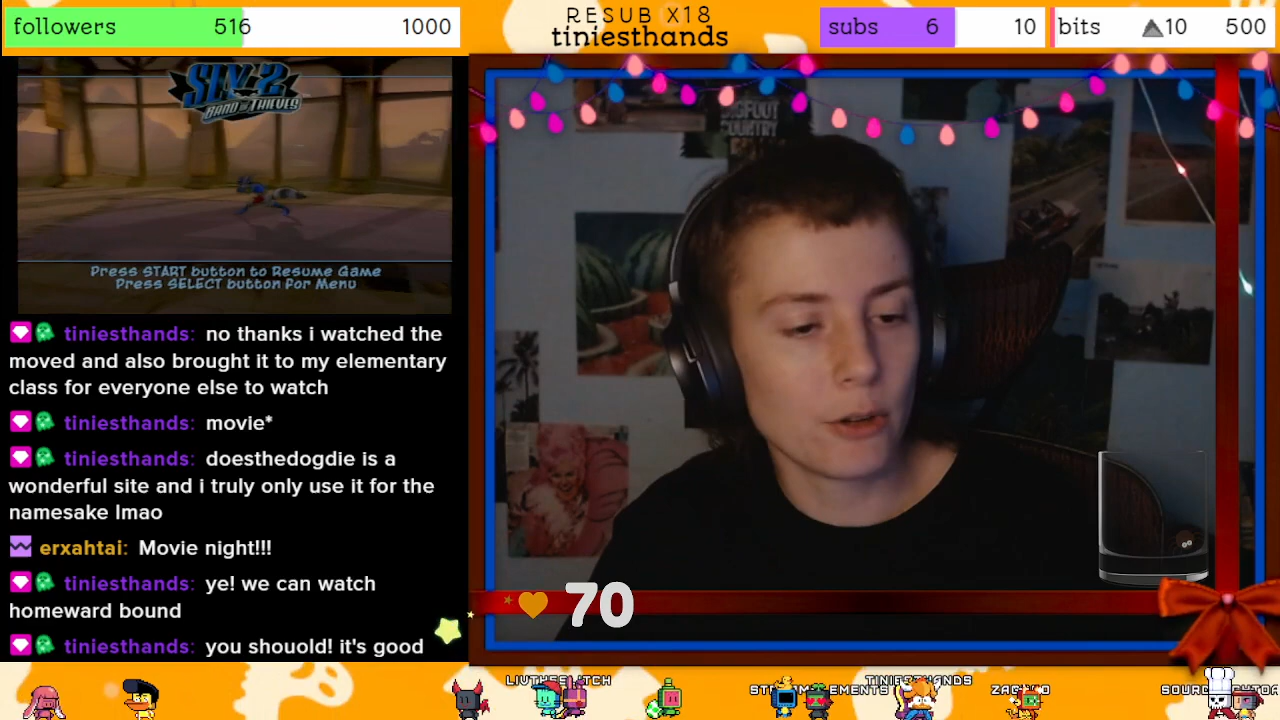 followers 516 1000
RESUB X18
tiniesthands
subs 6 10
bits 10 500
SLY 2
BAND OF THIEVES
Press START button to Resume Game
Press SELECT button for Menu
BIGFOOT
COUNTRY
tiniesthands: no thanks i watched the
moved and also brought it to my elementary
class for everyone else to watch
tiniesthands: movie*
tiniesthands: doesthedogdie is a
wonderful site and i truly only use it for the
namesake lmao
erxahtai: Movie night!!!
tiniesthands: ye! we can watch
homeward bound
tiniesthands: you shouold! it's good
70
TINIESTHANDS